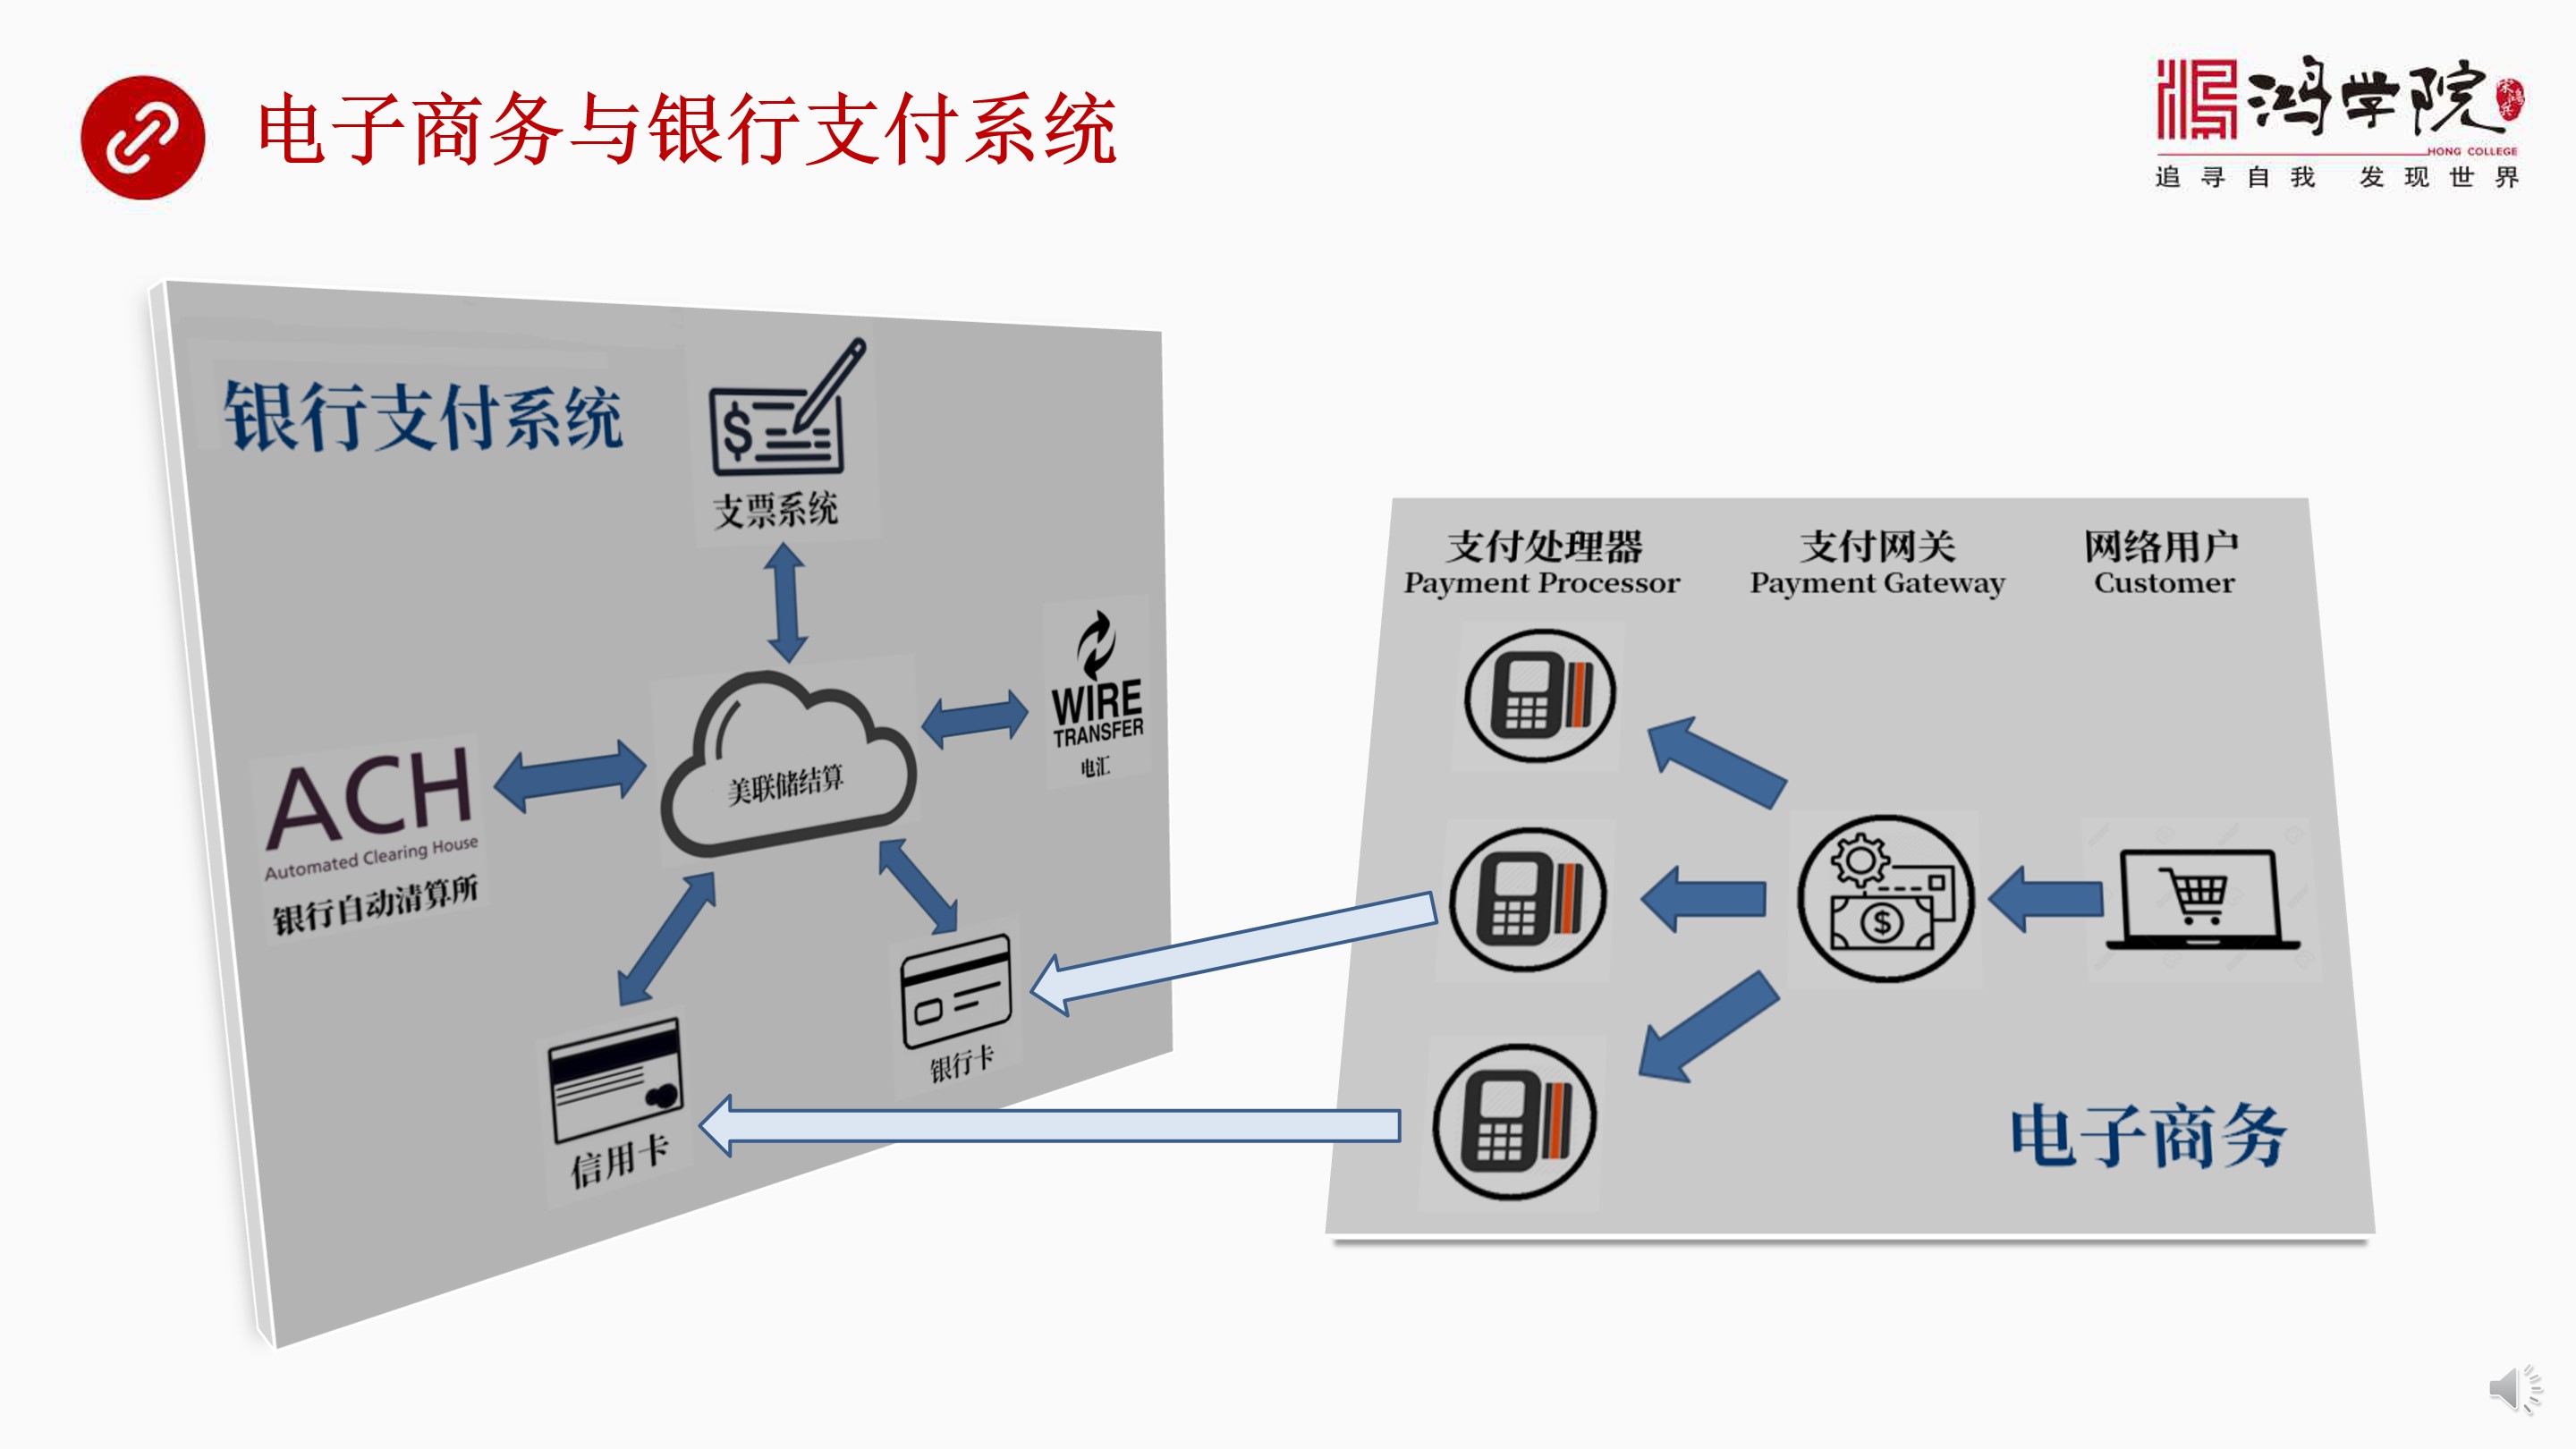 电子商务与银行支付系统
鸿学院
HONG COLLEGE
追寻自我 发现世界
银行支付系统
$
支票系统
WIRE
TRANSFER
电汇
美联储结算
ACH
Automated Clearing House
银行自动清算所
银行卡
信用卡
支付处理器
Payment Processor
支付网关
Payment Gateway
网络用户
Customer
$
电子商务